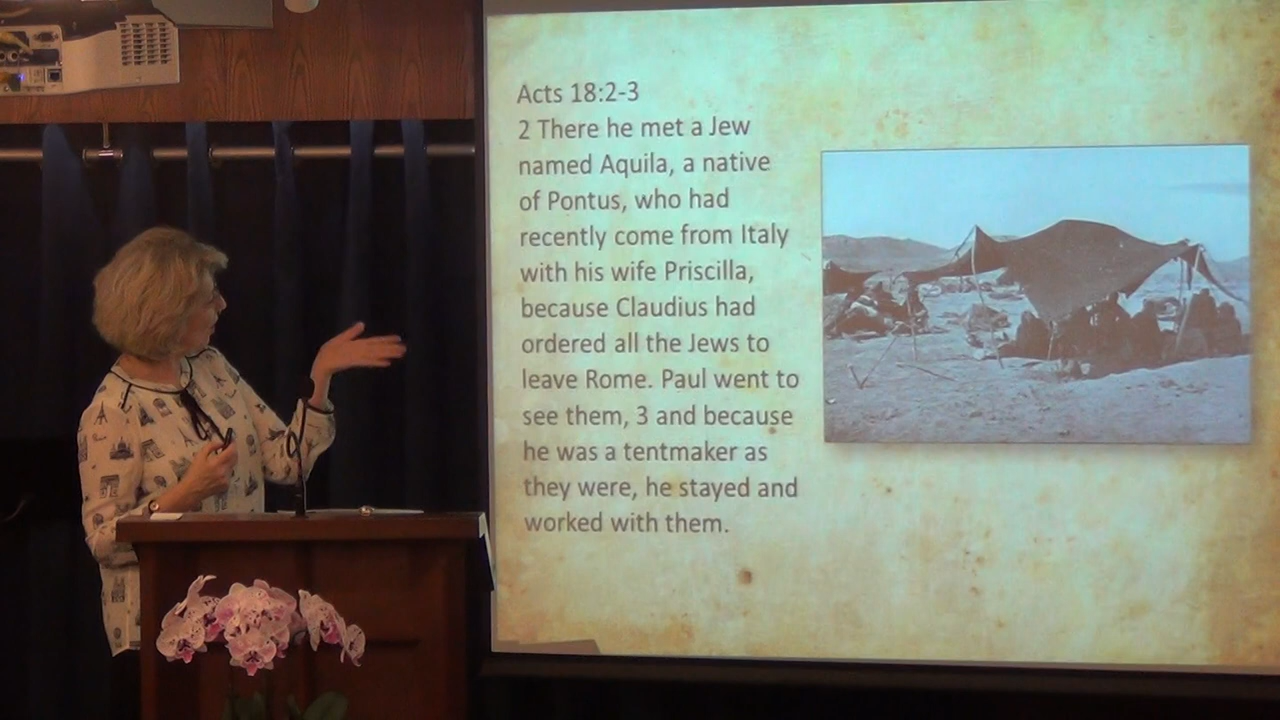 Acts 18:2-3
2 There he met a Jew
named Aquila, a native
of Pontus, who had
recently come from Italy
with his wife Priscilla,
because Claudius had
ordered all the Jews to
leave Rome. Paul went to
see them, 3 and because
he was a tentmaker as
they were, he stayed and
worked with them.